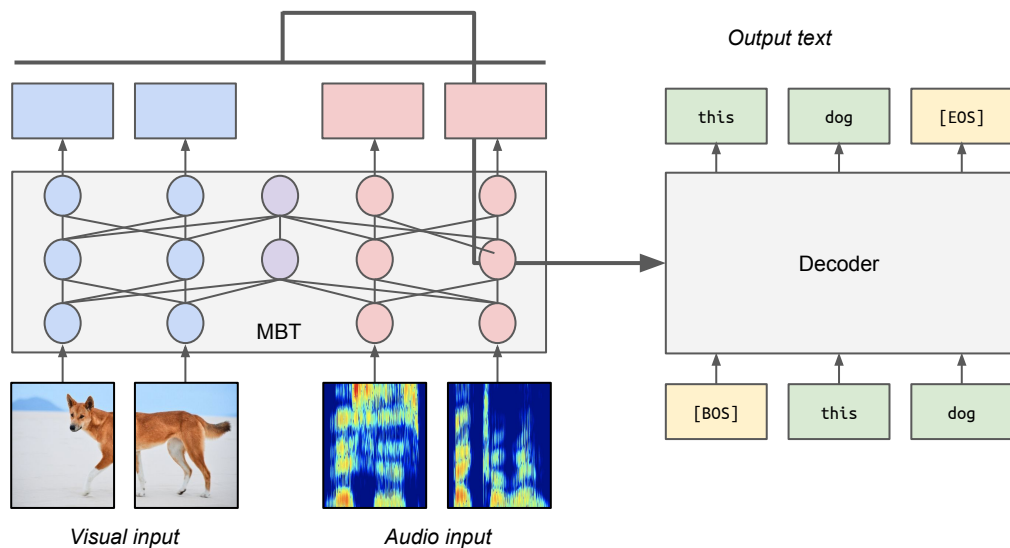 Output text
this
dog
[EOS]
Decoder
MBT
[BOS]
this
dog
Visual input
Audio input